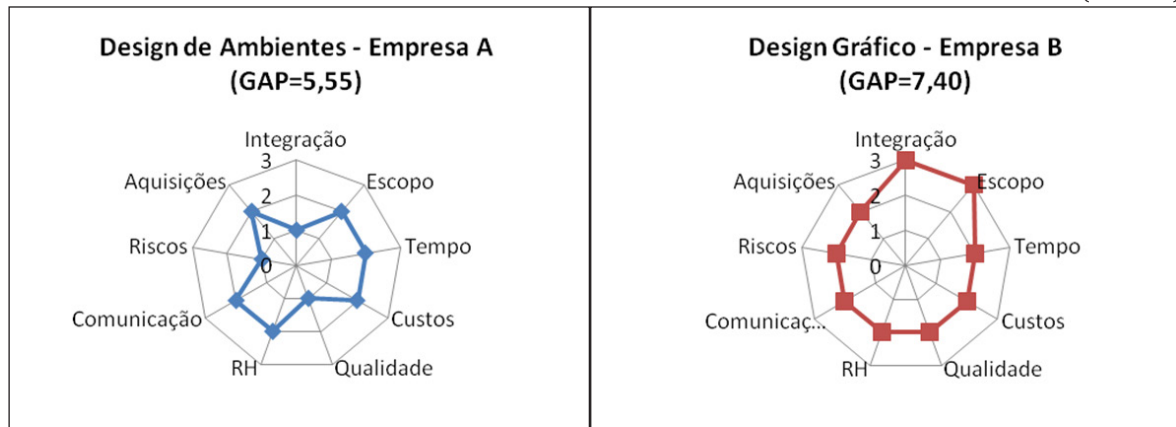 Design de Ambientes - Empresa A
(GAP=5,55)
Integração
3
Aquisições
Escopo
2
1
Riscos
Tempo
0
Comunicação
Custos
RH
Qualidade
Design Gráfico - Empresa B
(GAP=7,40)
Integração
3
Aquisições
Escopo
2
1
Riscos
Tempo
0
Comunicaç...
Custos
RH
Qualidade